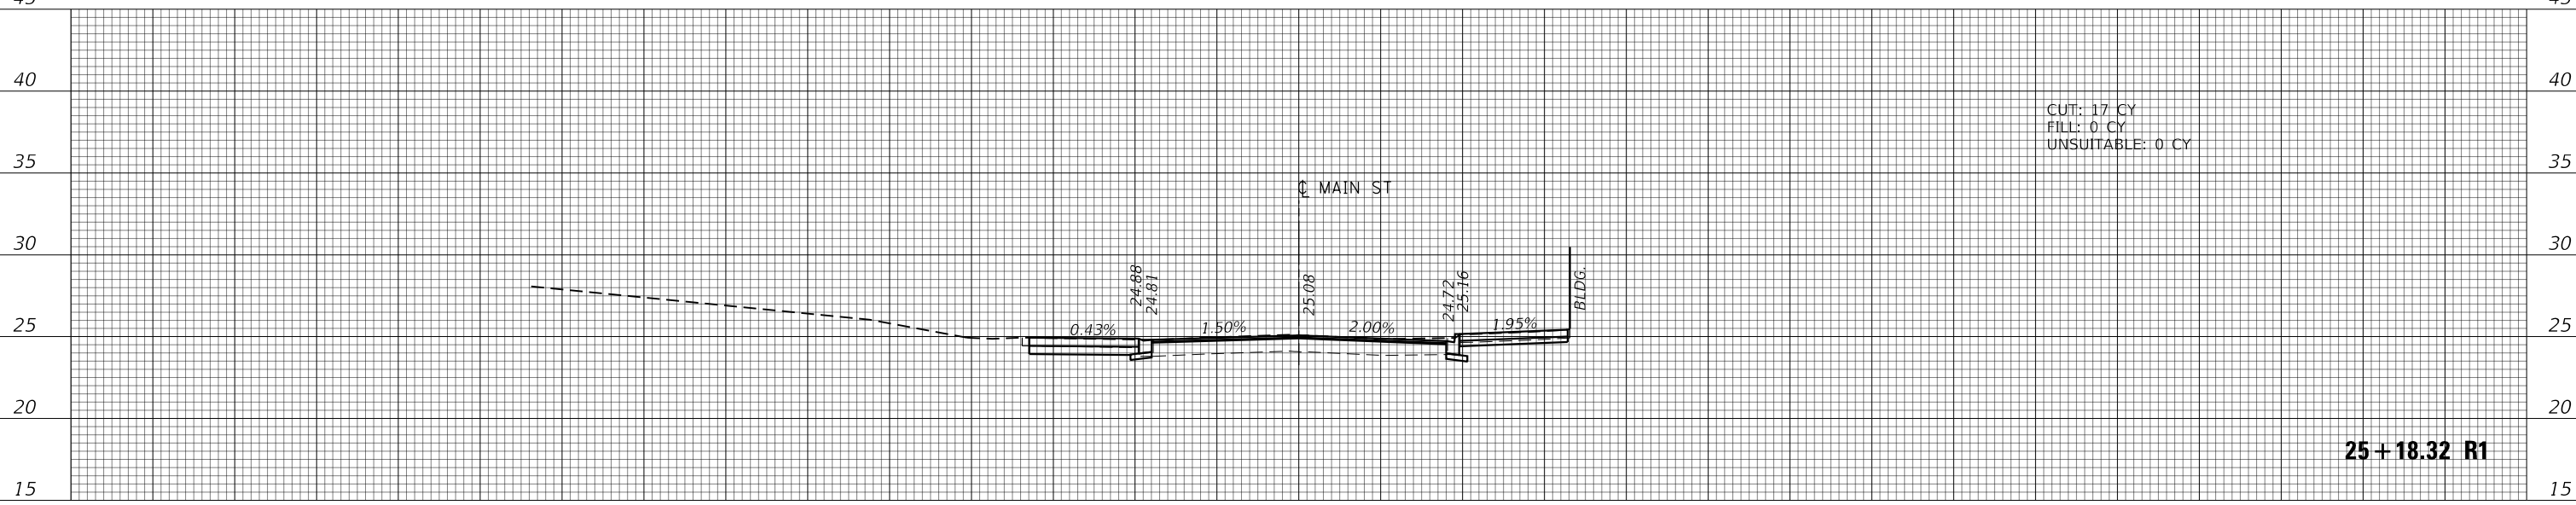 45 45
40 40
CUT: 17 CY
FILL: 0 CY
UNSUITABLE: 0 CY
35 35
℄ MAIN ST
30 30
24.88
24.81
25.08
24.72
25.16
BLDG.
25 25
0.43%
1.50%
2.00%
1.95%
20 20
25+18.32 R1
15 15